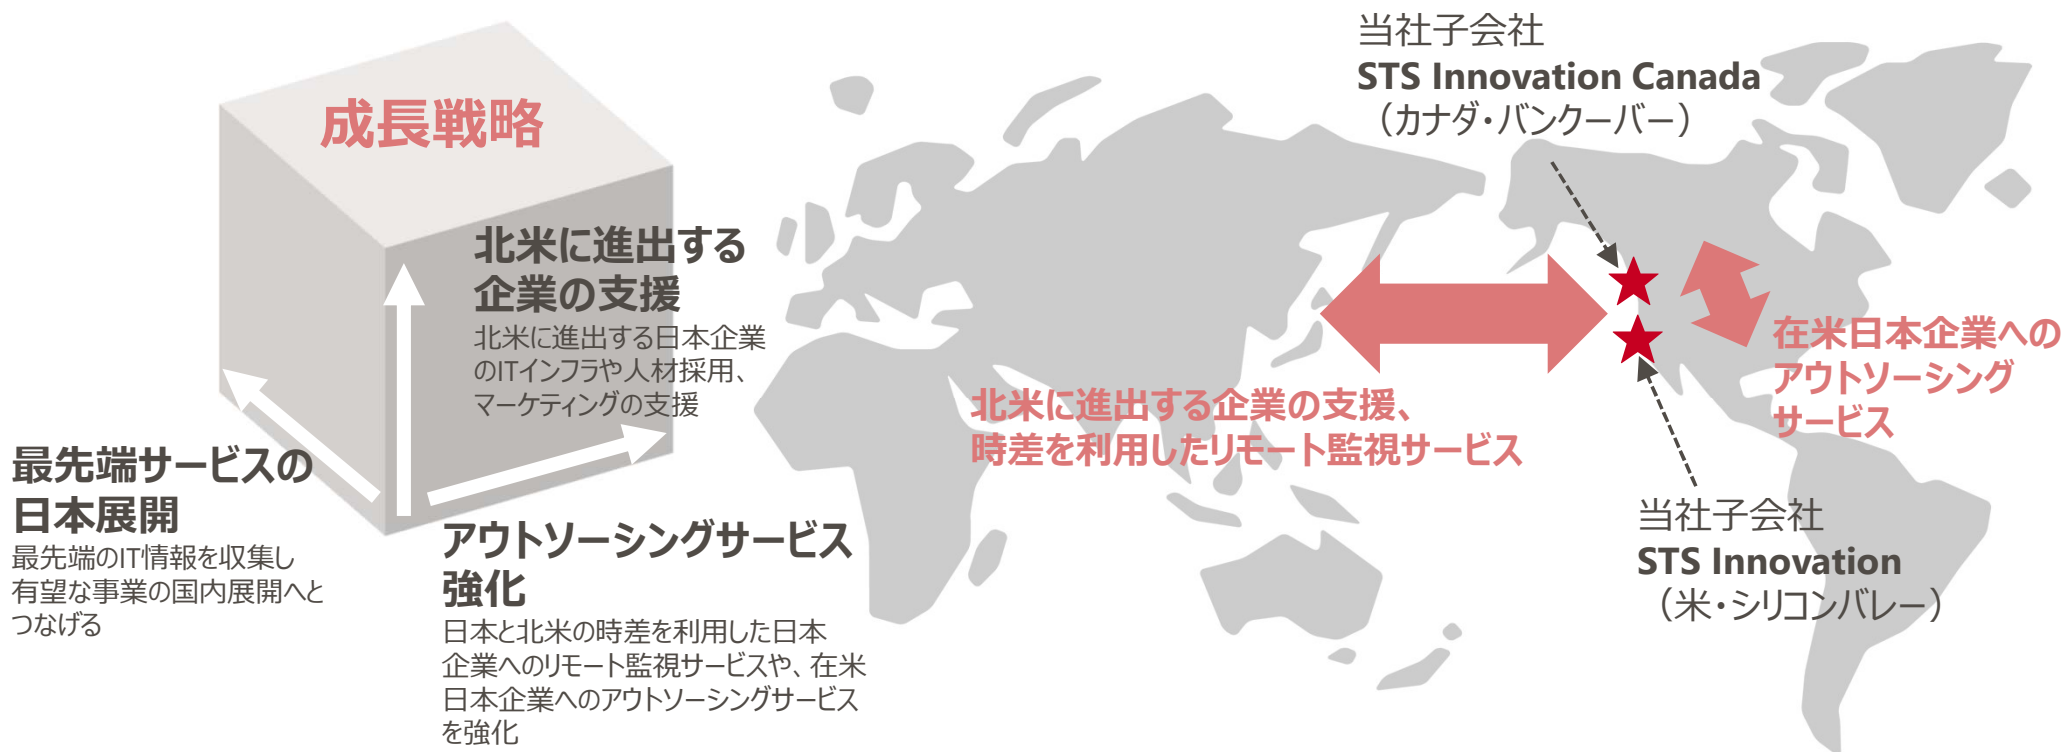 成長戦略
北米に進出する
企業の支援
北米に進出する日本企業
のITインフラや人材採用、
マーケティングの支援
最先端サービスの
日本展開
最先端のIT情報を収集し
有望な事業の国内展開へと
つなげる
アウトソーシングサービス
強化
日本と北米の時差を利用した日本
企業へのリモート監視サービスや、在米
日本企業へのアウトソーシングサービス
を強化
当社子会社
STS Innovation Canada
（カナダ・バンクーバー）
北米に進出する企業の支援、
時差を利用したリモート監視サービス
在米日本企業への
アウトソーシング
サービス
当社子会社
STS Innovation
（米・シリコンバレー）